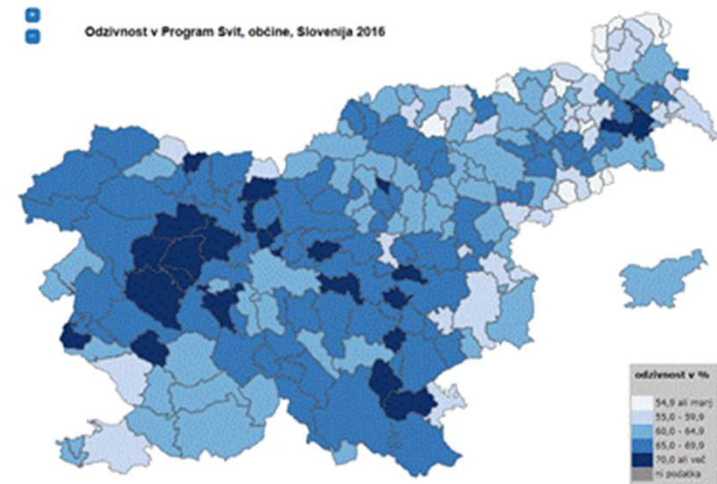 Odzivnost v Program Svit, občine, Slovenija 2016
odzivnost v %
54,9 ali manj
55,0 - 59,9
60,0 - 64,9
65,0 - 69,9
70,0 ali več
ni podatka